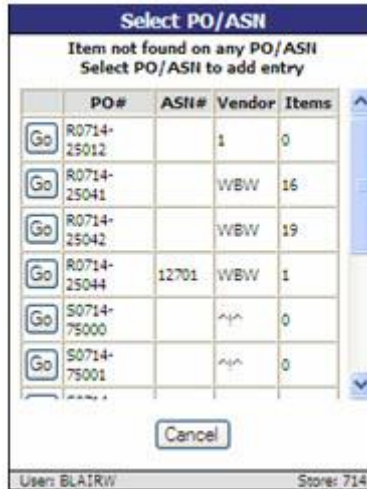 Select PO/ASN
Item not found on any PO/ASN
Select PO/ASN to add entry
PO# ASN# Vendor Items
Go R0714-25012 1 0
Go R0714-25041 WBW 16
Go R0714-25042 WBW 19
Go R0714-25044 12701 WBW 1
Go S0714-75000 ^!^ 0
Go S0714-75001 ^!^ 0
Cancel
User: BLAIRW Store: 714